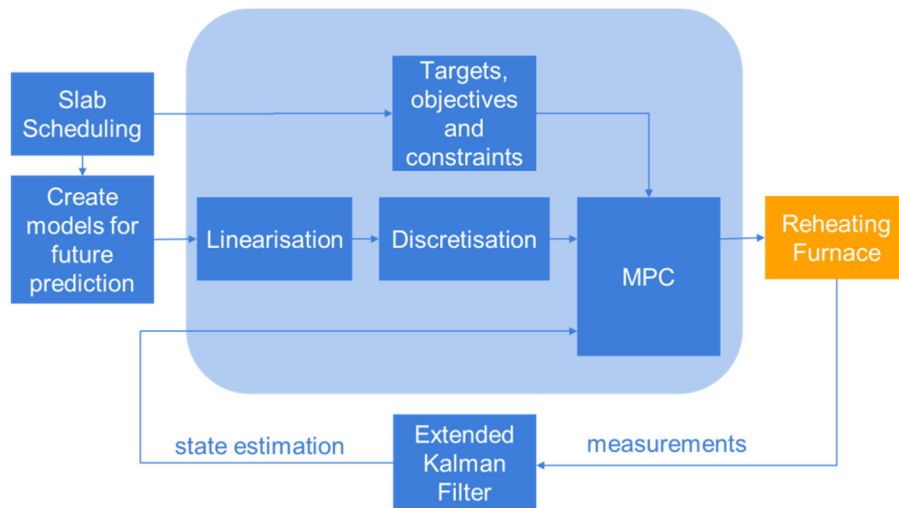 Slab
Scheduling
Targets,
objectives
and
constraints
Create
models for
future
prediction
Linearisation
Discretisation
MPC
Reheating
Furnace
state estimation
Extended
Kalman
Filter
measurements